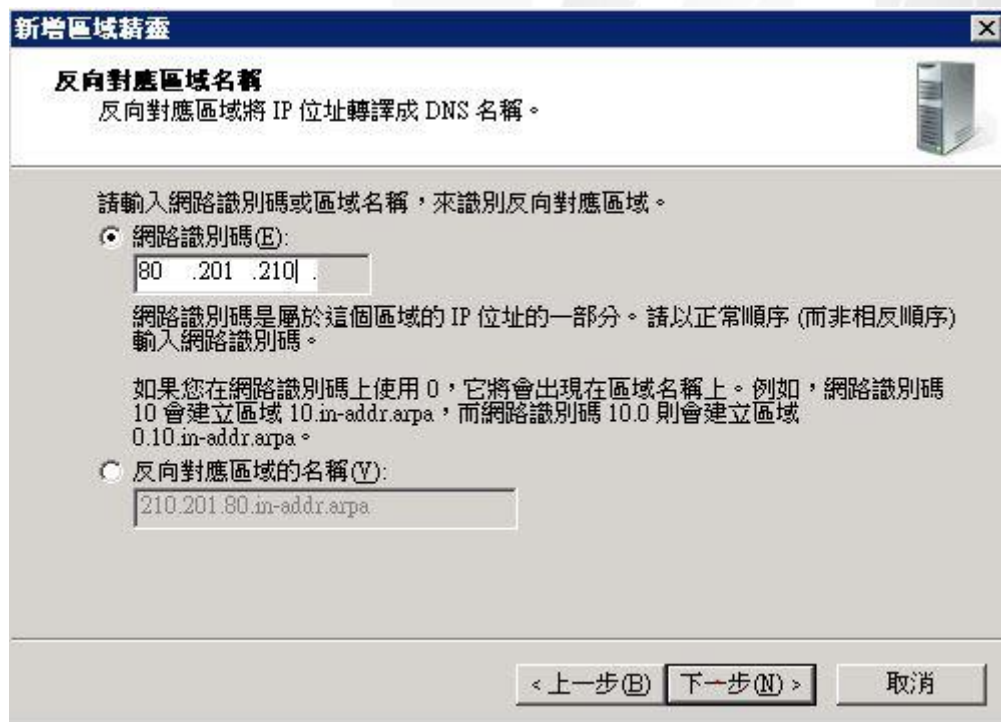 新增區域精靈
反向對應區域名稱
反向對應區域將 IP 位址轉譯成 DNS 名稱。
請輸入網路識別碼或區域名稱，來識別反向對應區域。
網路識別碼(E):
80 .201 .210 .
網路識別碼是屬於這個區域的 IP 位址的一部分。請以正常順序 (而非相反順序)
輸入網路識別碼。
如果您在網路識別碼上使用 0，它將會出現在區域名稱上。例如，網路識別碼
10 會建立區域 10.in-addr.arpa，而網路識別碼 10.0 則會建立區域
0.10.in-addr.arpa。
反向對應區域的名稱(V):
210.201.80.in-addr.arpa
<上一步(B) 下一步(N)> 取消